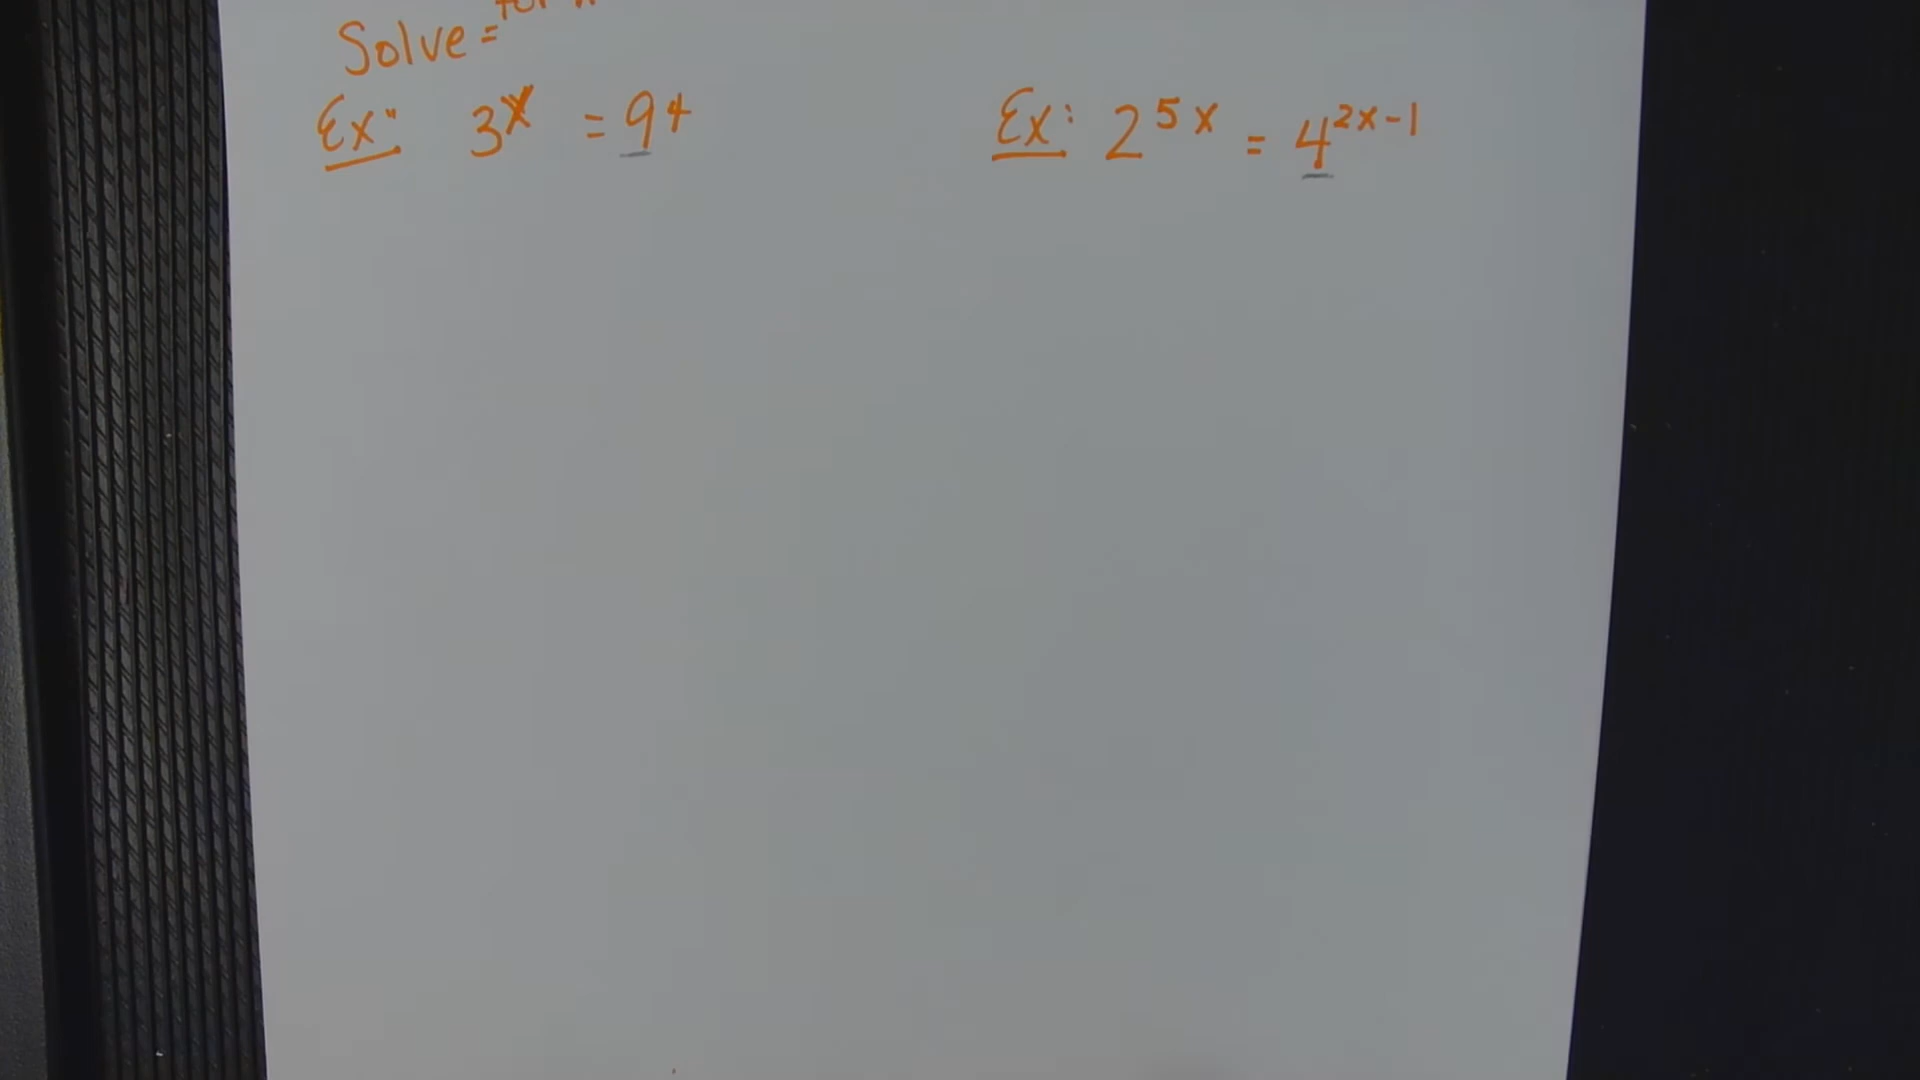 Solve =
Ex: 3^x = 9^4
Ex: 2^5x = 4^2x-1